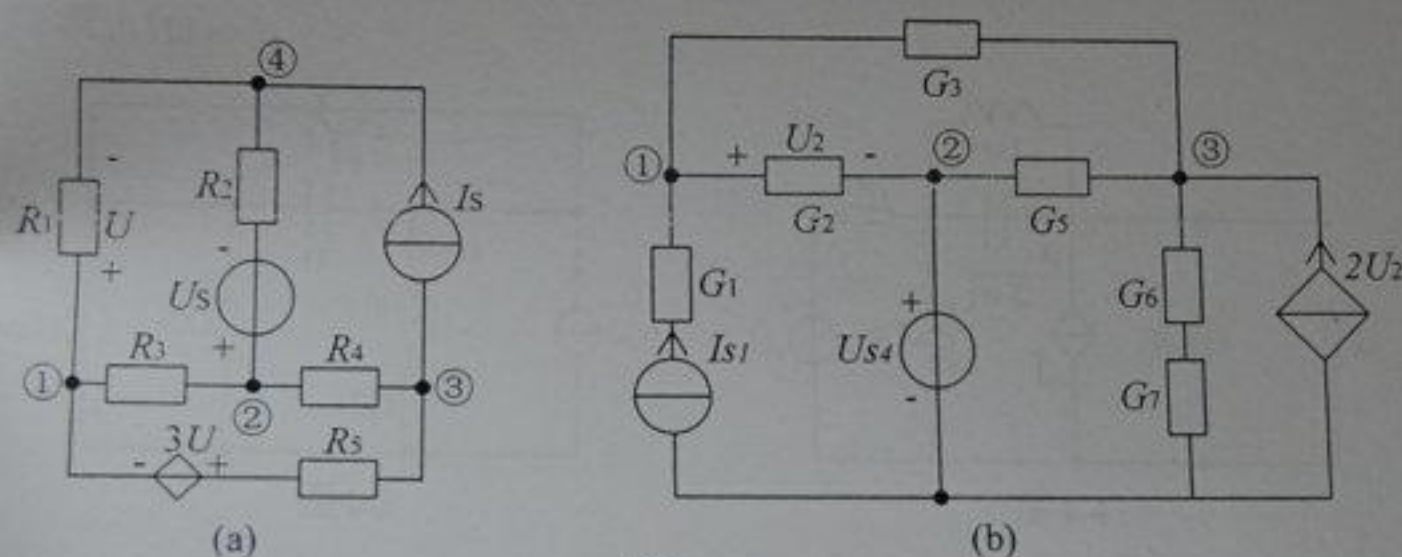 ④
R1
-
U
+
R2
-
US
+
IS
①
R3
②
R4
③
-
3U
+
R5
(a)
G3
①
+
U2
-
②
③
G2
G5
G1
Is1
+
Us4
-
G6
G7
2U2
(b)